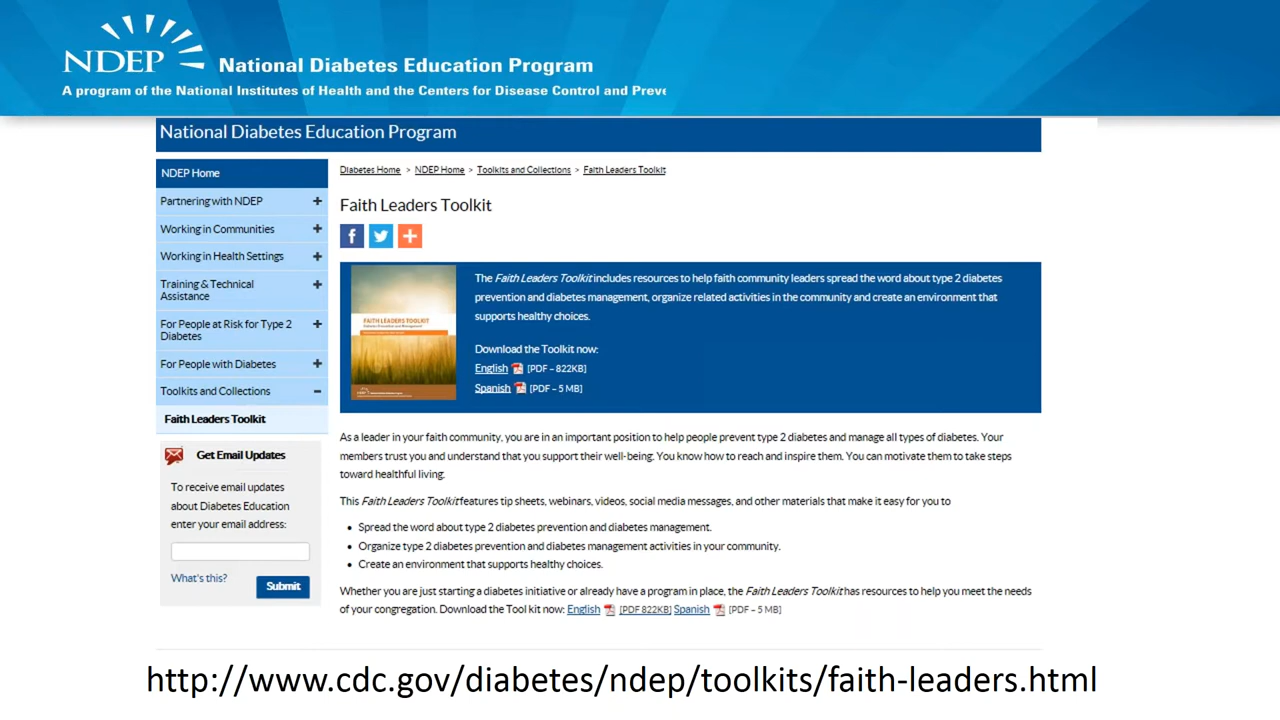 NDEP
National Diabetes Education Program
A program of the National Institutes of Health and the Centers for Disease Control and Preve
National Diabetes Education Program
NDEP Home
Partnering with NDEP +
Working in Communities +
Working in Health Settings +
Training & Technical +
Assistance
For People at Risk for Type 2 +
Diabetes
For People with Diabetes +
Toolkits and Collections –
Faith Leaders Toolkit
Get Email Updates
To receive email updates
about Diabetes Education
enter your email address:
What's this?
Submit
Diabetes Home > NDEP Home > Toolkits and Collections > Faith Leaders Toolkit
Faith Leaders Toolkit
FAITH LEADERS TOOLKIT
Diabetes Prevention and Management
The Faith Leaders Toolkit includes resources to help faith community leaders spread the word about type 2 diabetes
prevention and diabetes management, organize related activities in the community and create an environment that
supports healthy choices.
Download the Toolkit now:
English [PDF – 822KB]
Spanish [PDF – 5 MB]
As a leader in your faith community, you are in an important position to help people prevent type 2 diabetes and manage all types of diabetes. Your
members trust you and understand that you support their well-being. You know how to reach and inspire them. You can motivate them to take steps
toward healthful living.
This Faith Leaders Toolkit features tip sheets, webinars, videos, social media messages, and other materials that make it easy for you to
• Spread the word about type 2 diabetes prevention and diabetes management.
• Organize type 2 diabetes prevention and diabetes management activities in your community.
• Create an environment that supports healthy choices.
Whether you are just starting a diabetes initiative or already have a program in place, the Faith Leaders Toolkit has resources to help you meet the needs
of your congregation. Download the Tool kit now: English [PDF 822KB] Spanish [PDF – 5 MB]
http://www.cdc.gov/diabetes/ndep/toolkits/faith-leaders.html